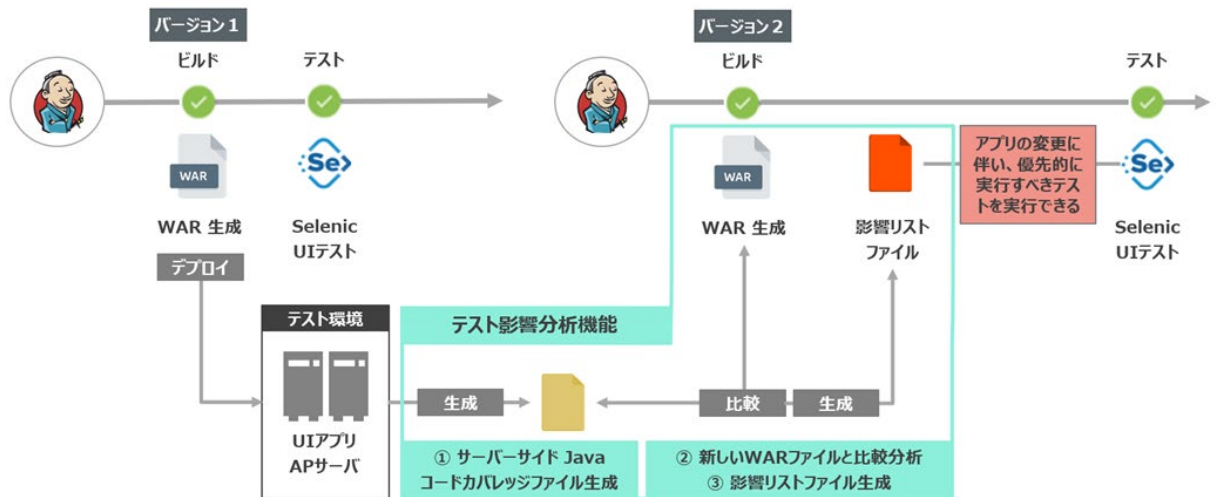 バージョン1
ビルド
テスト
WAR
Se
WAR 生成
Selenic
UIテスト
デプロイ
テスト環境
UIアプリ
APサーバ
テスト影響分析機能
生成
① サーバーサイド Java
コードカバレッジファイル生成
バージョン2
ビルド
テスト
WAR
WAR 生成
影響リスト
ファイル
アプリの変更に
伴い、優先的に
実行すべきテス
トを実行できる
Se
Selenic
UIテスト
比較
生成
② 新しいWARファイルと比較分析
③ 影響リストファイル生成